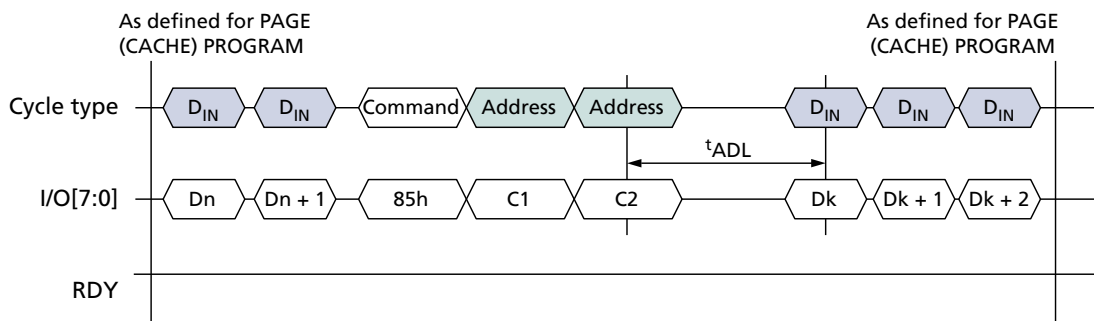 As defined for PAGE
(CACHE) PROGRAM
As defined for PAGE
(CACHE) PROGRAM
Cycle type
DIN
DIN
Command
Address
Address
DIN
DIN
DIN
tADL
I/O[7:0]
Dn
Dn + 1
85h
C1
C2
Dk
Dk + 1
Dk + 2
RDY